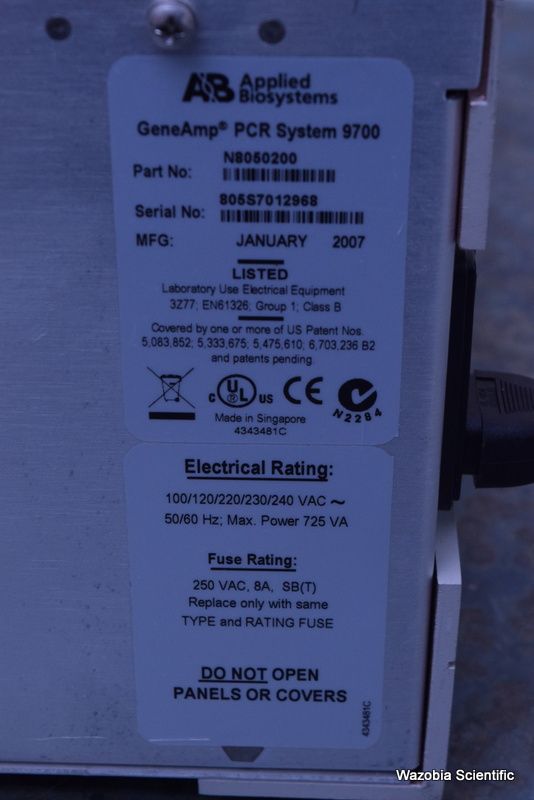 AB Applied Biosystems
GeneAmp® PCR System 9700
N8050200
Part No:
805S7012968
Serial No:
MFG: JANUARY 2007
LISTED
Laboratory Use Electrical Equipment
3Z77; EN61326; Group 1; Class B
Covered by one or more of US Patent Nos.
5,083,852; 5,333,675; 5,475,610; 6,703,236 B2
and patents pending.
C UL US CE N2284
Made in Singapore
4343481C
Electrical Rating:
100/120/220/230/240 VAC ~
50/60 Hz; Max. Power 725 VA
Fuse Rating:
250 VAC, 8A, SB(T)
Replace only with same
TYPE and RATING FUSE
DO NOT OPEN
PANELS OR COVERS
4343481C
Wazobia Scientific